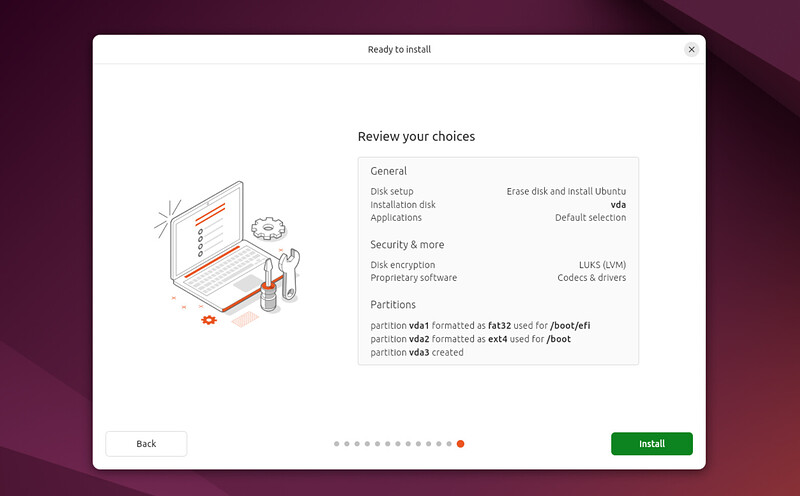 Ready to install
Review your choices
General
Disk setup Erase disk and install Ubuntu
Installation disk vda
Applications Default selection
Security & more
Disk encryption LUKS (LVM)
Proprietary software Codecs & drivers
Partitions
partition vda1 formatted as fat32 used for /boot/efi
partition vda2 formatted as ext4 used for /boot
partition vda3 created
Back Install